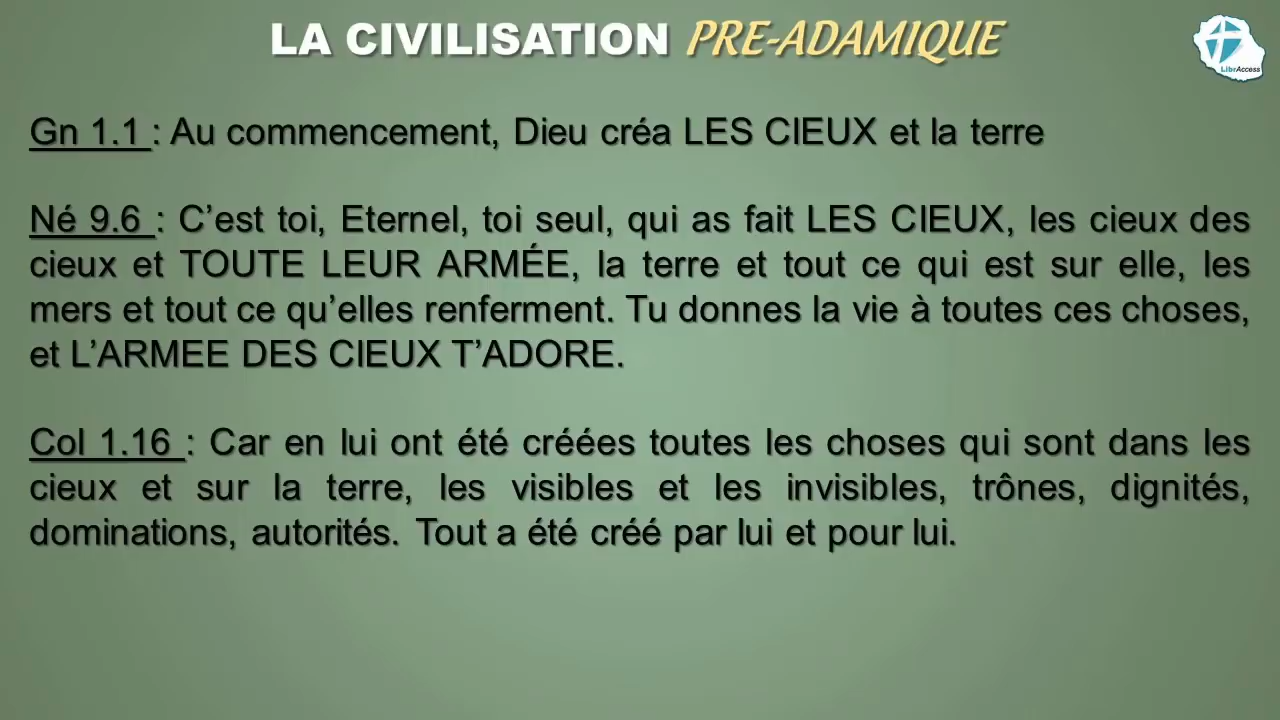 LA CIVILISATION PRE-ADAMIQUE
LibrAccess
Gn 1.1 : Au commencement, Dieu créa LES CIEUX et la terre
Né 9.6 : C’est toi, Eternel, toi seul, qui as fait LES CIEUX, les cieux des
cieux et TOUTE LEUR ARMÉE, la terre et tout ce qui est sur elle, les
mers et tout ce qu’elles renferment. Tu donnes la vie à toutes ces choses,
et L’ARMEE DES CIEUX T’ADORE.
Col 1.16 : Car en lui ont été créées toutes les choses qui sont dans les
cieux et sur la terre, les visibles et les invisibles, trônes, dignités,
dominations, autorités. Tout a été créé par lui et pour lui.